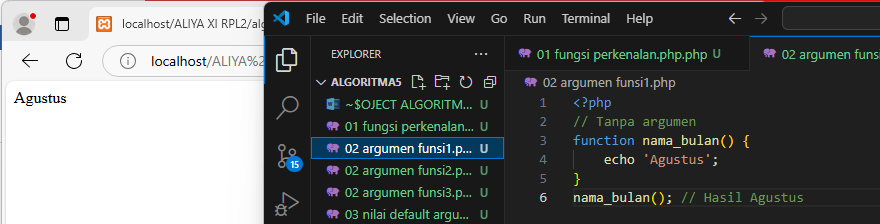 localhost/ALIYA XI RPL2/alg
localhost/ALIYA%2
Agustus
File Edit Selection View Go Run Terminal Help
EXPLORER ...
ALGORITMA5
~$OJECT ALGORITM... U
01 fungsi perkenalan... U
02 argumen funsi1.p... U
02 argumen funsi2.p... U
02 argumen funsi3.p... U
03 nilai default argu...
15
01 fungsi perkenalan.php.php U
02 argumen funs
02 argumen funsi1.php
1 <?php
2 // Tanpa argumen
3 function nama_bulan() {
4 echo 'Agustus';
5 }
6 nama_bulan(); // Hasil Agustus